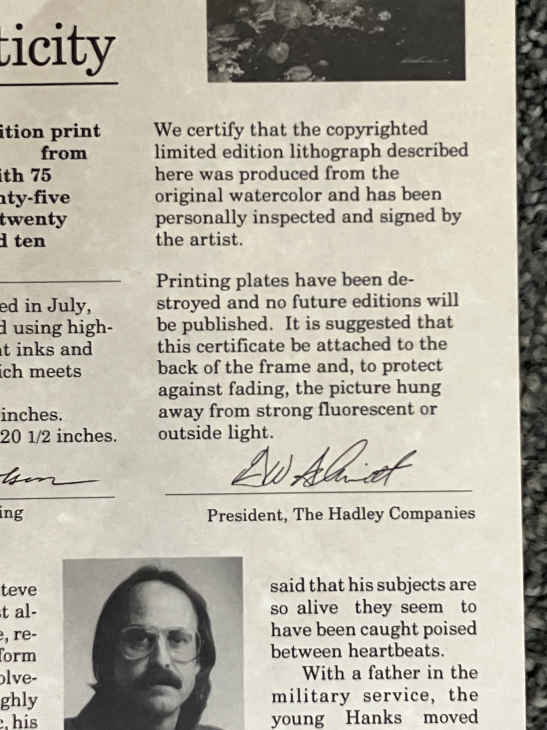 ticity
ition print
from
ith 75
nty-five
twenty
d ten
ed in July,
d using high-
nt inks and
ich meets
inches.
20 1/2 inches.
ing
We certify that the copyrighted
limited edition lithograph described
here was produced from the
original watercolor and has been
personally inspected and signed by
the artist.
Printing plates have been de-
stroyed and no future editions will
be published. It is suggested that
this certificate be attached to the
back of the frame and, to protect
against fading, the picture hung
away from strong fluorescent or
outside light.
President, The Hadley Companies
teve
t al-
e, re-
form
olve-
ghly
c, his
said that his subjects are
so alive they seem to
have been caught poised
between heartbeats.
With a father in the
military service, the
young Hanks moved